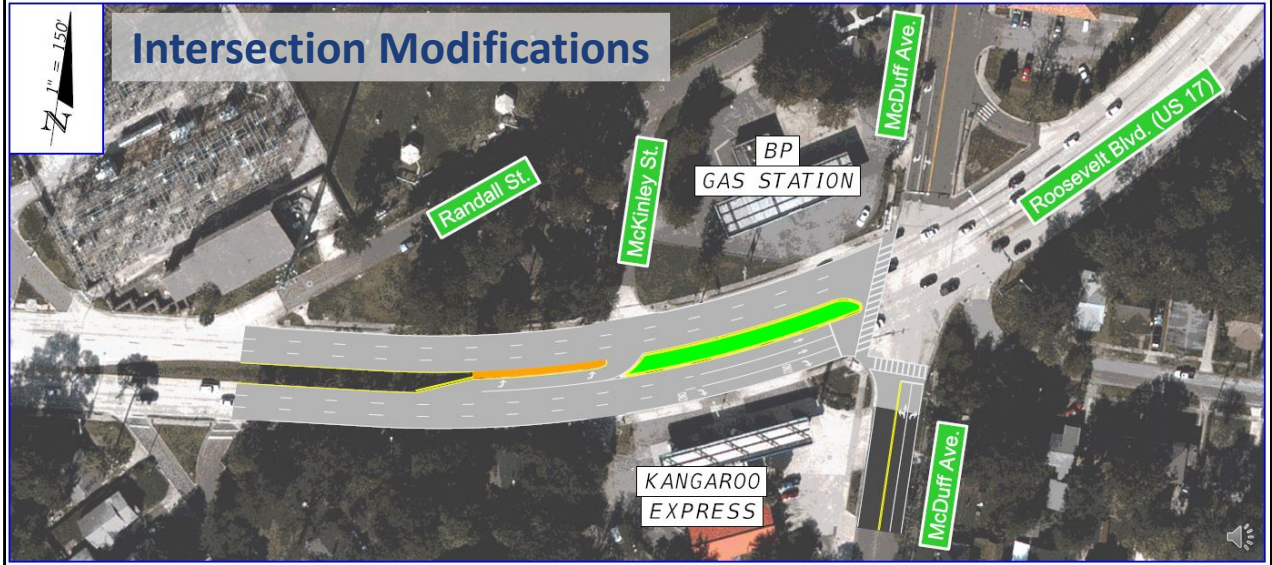 1" = 150'
N
Intersection Modifications
McDuff Ave.
Roosevelt Blvd. (US 17)
BP
GAS STATION
McKinley St.
Randall St.
KANGAROO
EXPRESS
McDuff Ave.